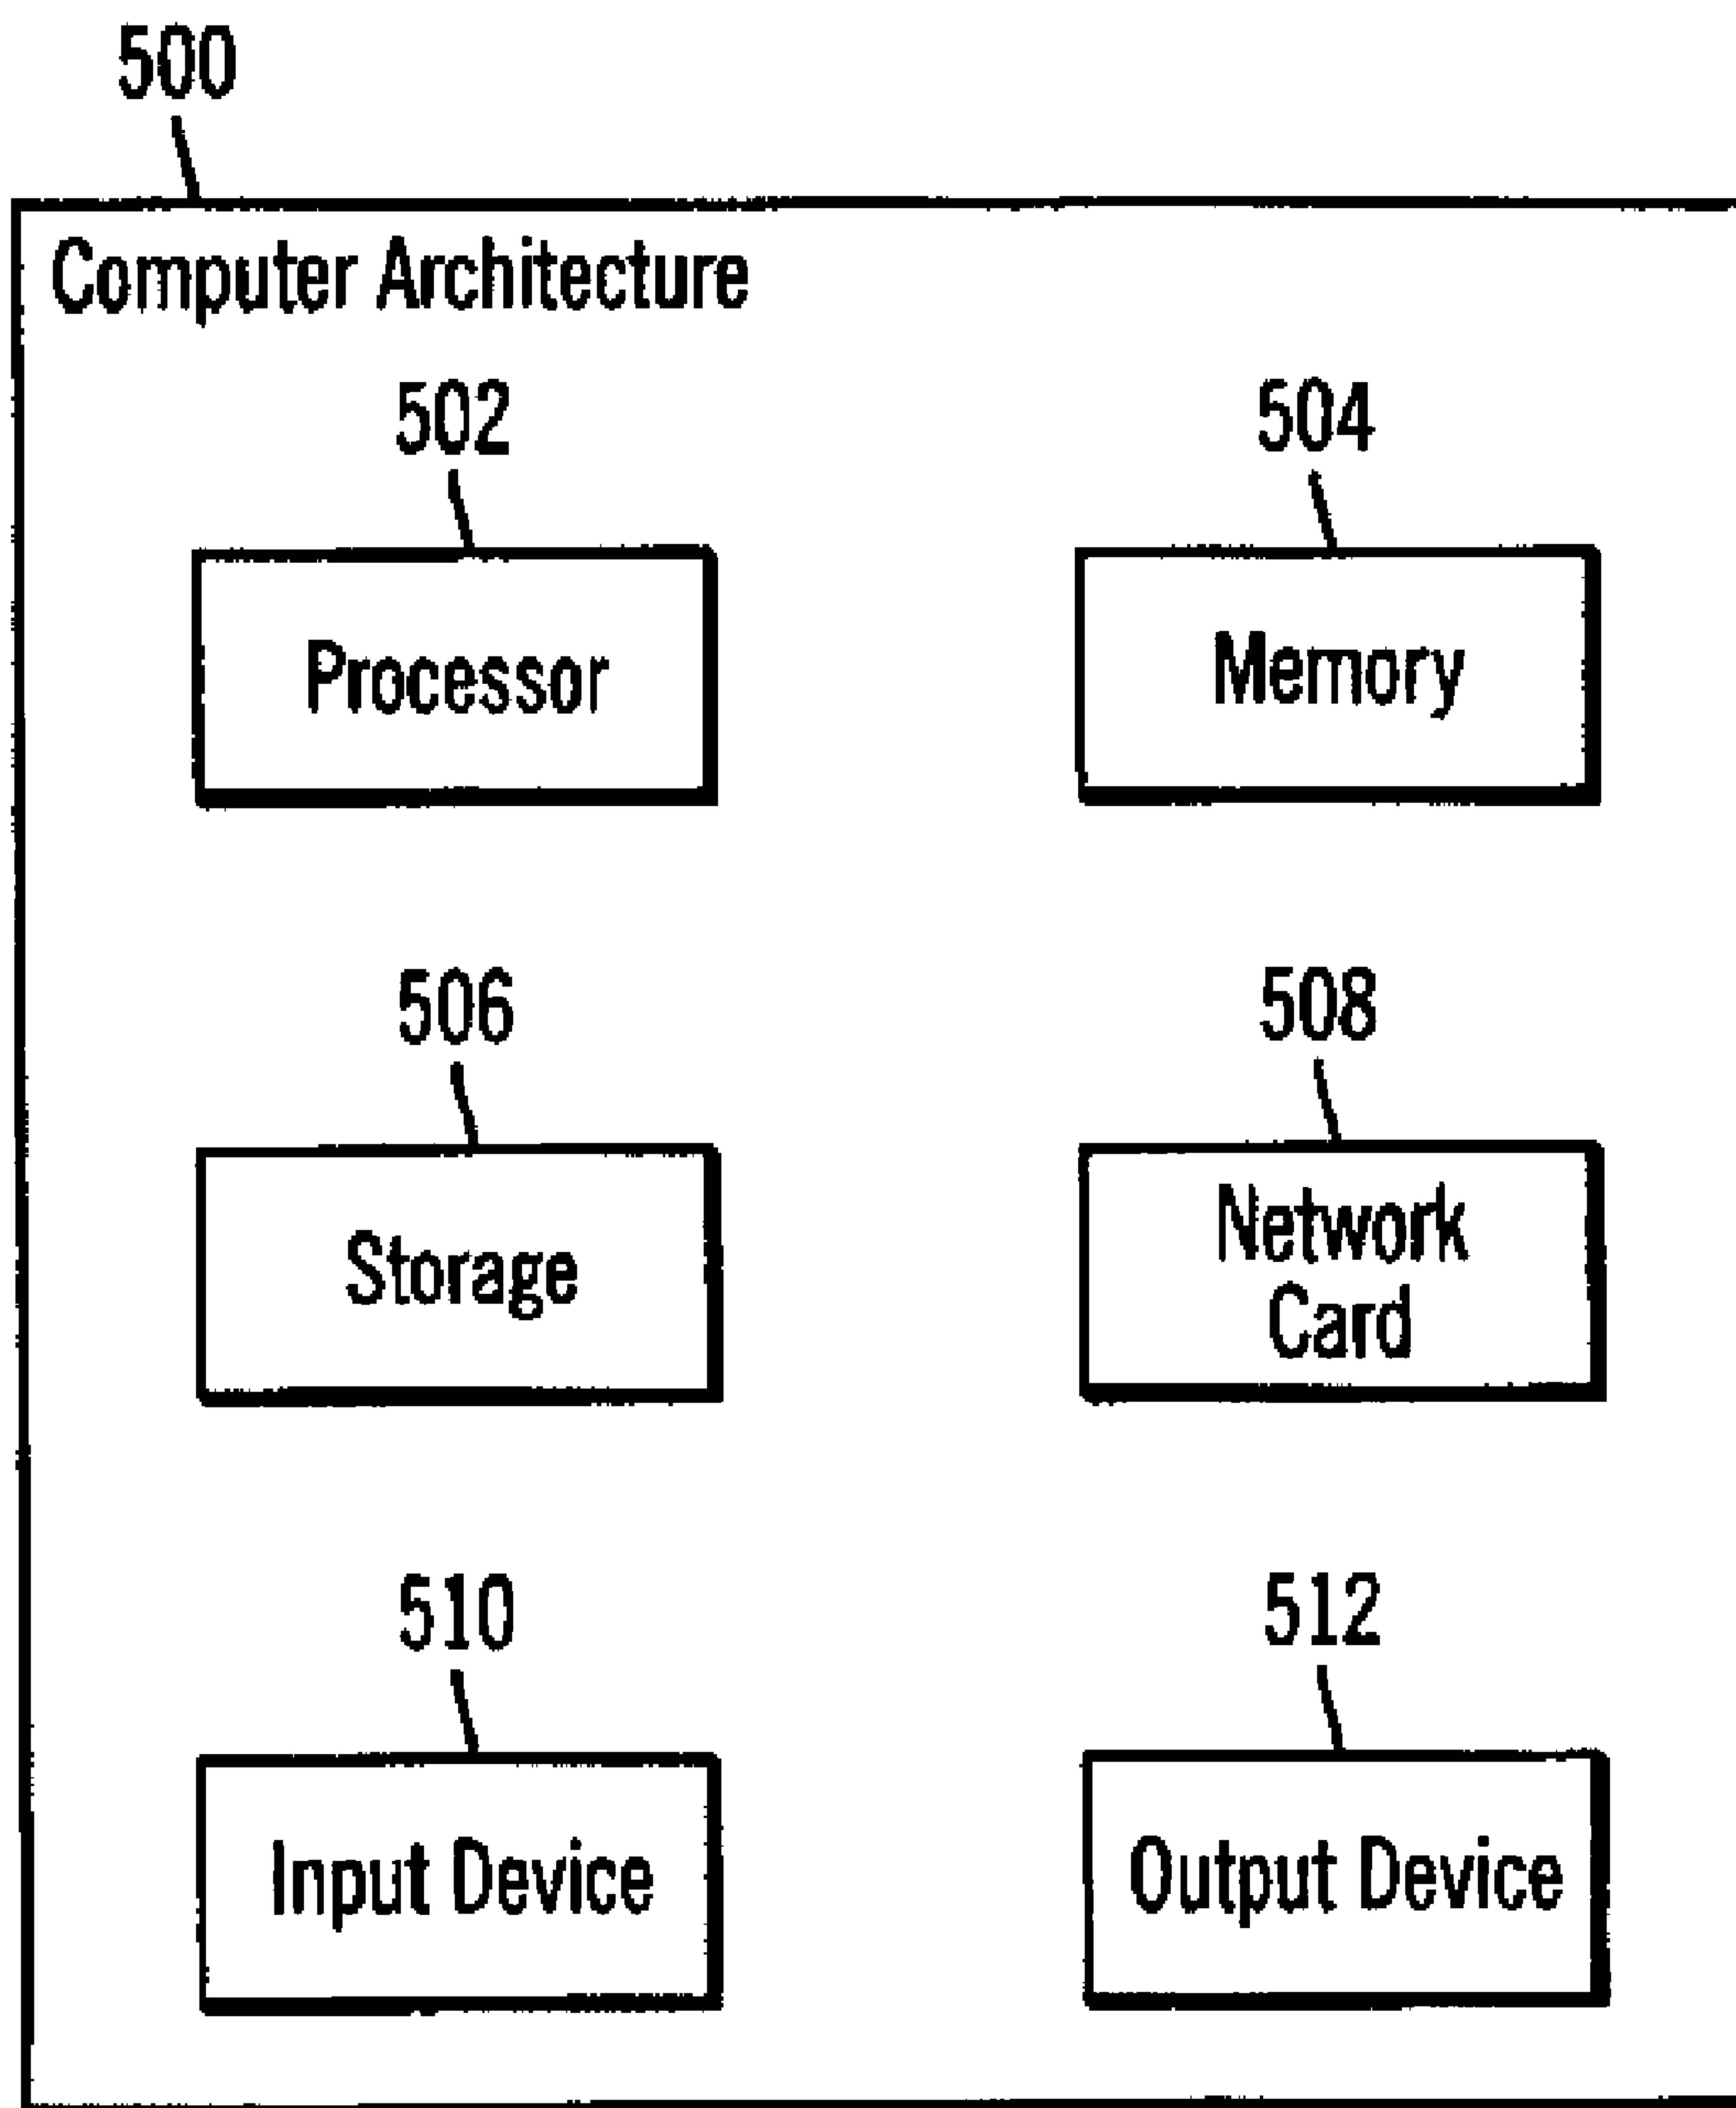 500
Computer Architecture
502
504
Processor
Memory
506
508
Storage
Network
Card
510
512
Input Device
Output Device